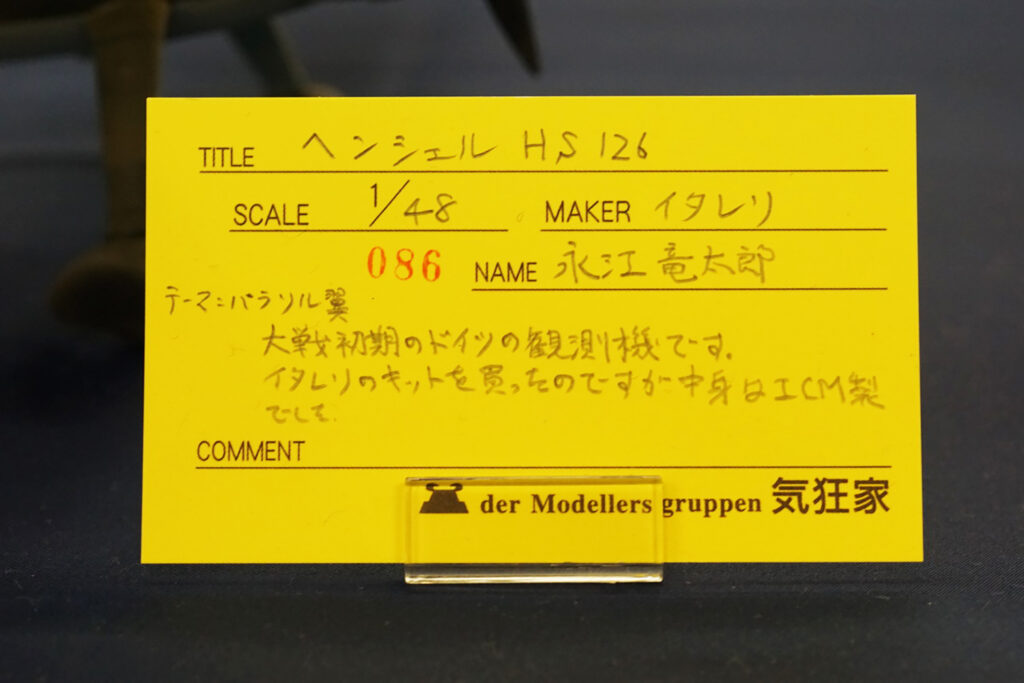 TITLE ヘンシェル HS 126
SCALE 1/48 MAKER イタレリ
086 NAME 永江竜太郎
テーマ:パラソル翼
大戦初期のドイツの観測機です。
イタレリのキットを買ったのですが中身はICM製
でした。
COMMENT
der Modellers gruppen 気狂家